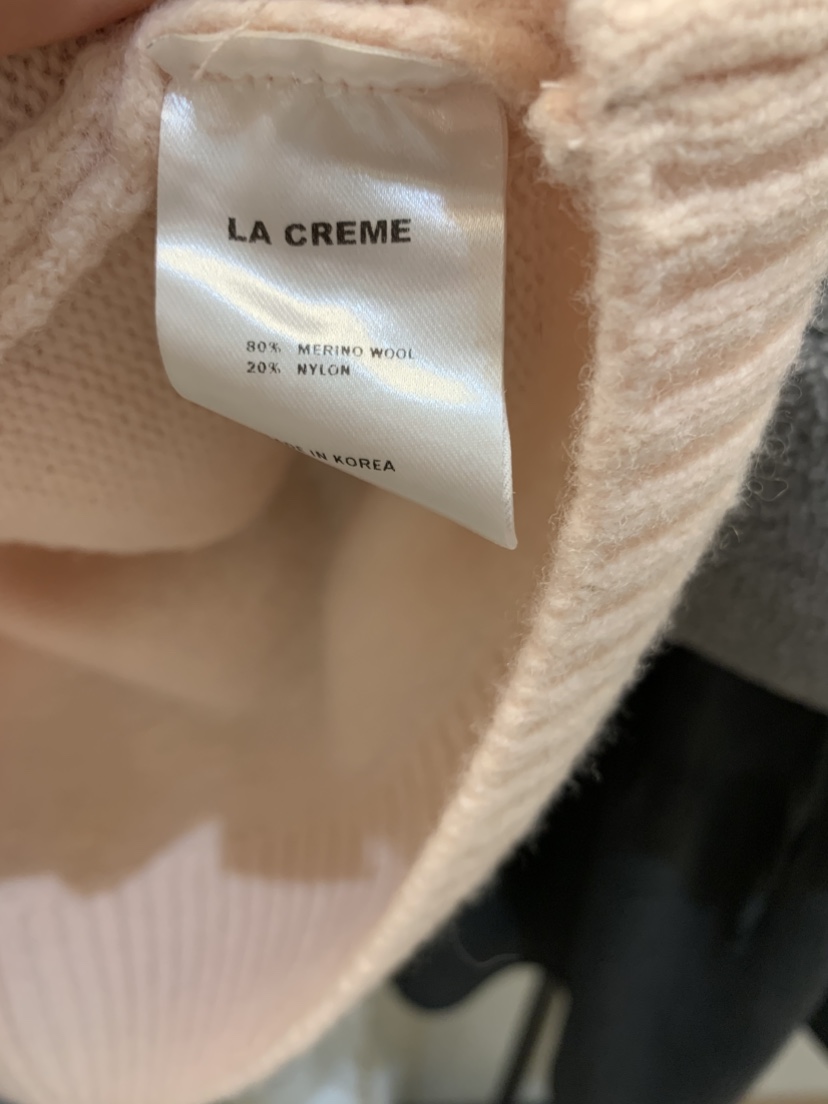 LA CREME
80% MERINO WOOL
20% NYLON
IN KOREA